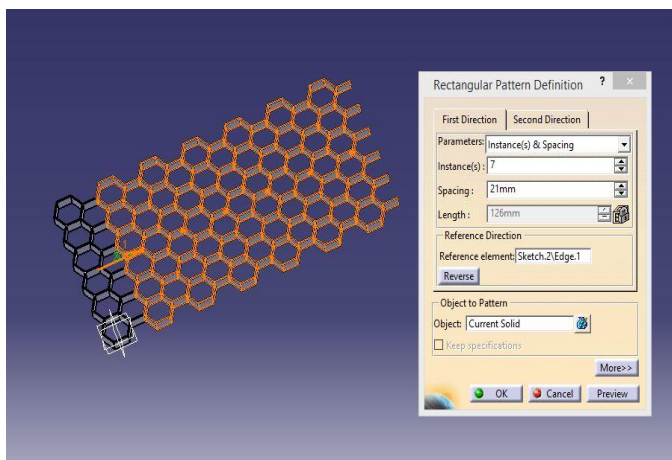 Rectangular Pattern Definition ? ×
First Direction Second Direction
Parameters: Instance(s) & Spacing
Instance(s) : 7
Spacing : 21mm
Length : 126mm
Reference Direction
Reference element: Sketch.2\Edge.1
Reverse
Object to Pattern
Object: Current Solid
Keep specifications
More>>
OK Cancel Preview